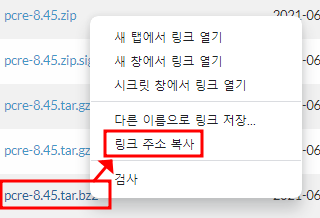 pcre-8.45.zip 2021-06
새 탭에서 링크 열기
pcre-8.45.zip.sig 새 창에서 링크 열기
시크릿 창에서 링크 열기
pcre-8.45.tar.gz
다른 이름으로 링크 저장...
pcre-8.45.tar.gz 링크 주소 복사
검사
pcre-8.45.tar.bz2 2021-06